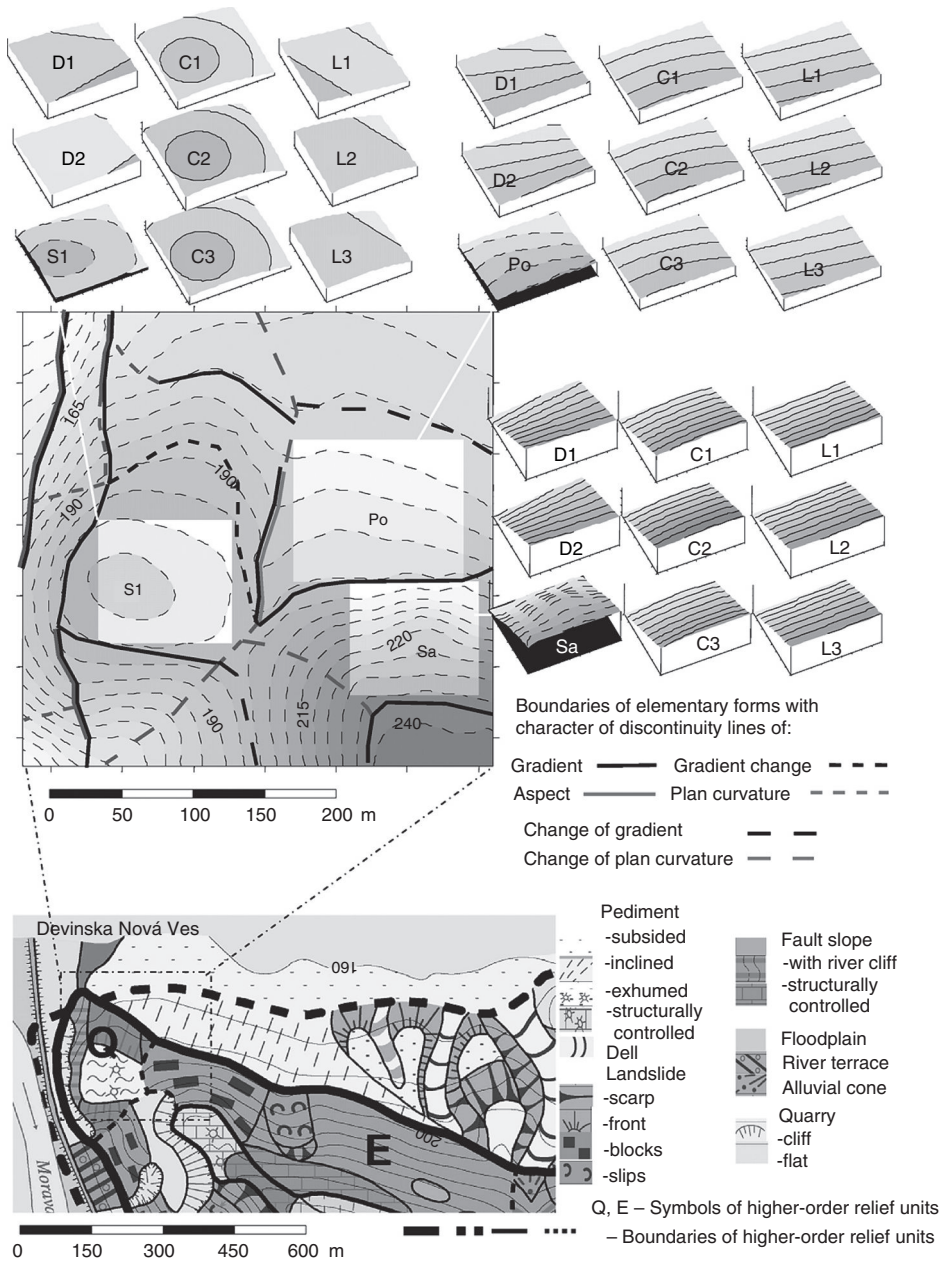 D1
C1
L1
D2
C2
L2
S1
C3
L3
D1
C1
L1
D2
C2
L2
Po
C3
L3
165
190
190
Po
S1
220
Sa
190
215
240
D1
C1
L1
D2
C2
L2
Sa
C3
L3
Boundaries of elementary forms with
character of discontinuity lines of:
Gradient
Gradient change
Aspect
Plan curvature
Change of gradient
Change of plan curvature
0 50 100 150 200 m
Devinska Nová Ves
160
Q
E
200
Morava
Pediment
-subsided
-inclined
-exhumed
-structurally
controlled
Dell
Landslide
-scarp
-front
-blocks
-slips
Fault slope
-with river cliff
-structurally
controlled
Floodplain
River terrace
Alluvial cone
Quarry
-cliff
-flat
Q, E – Symbols of higher-order relief units
– Boundaries of higher-order relief units
0 150 300 450 600 m